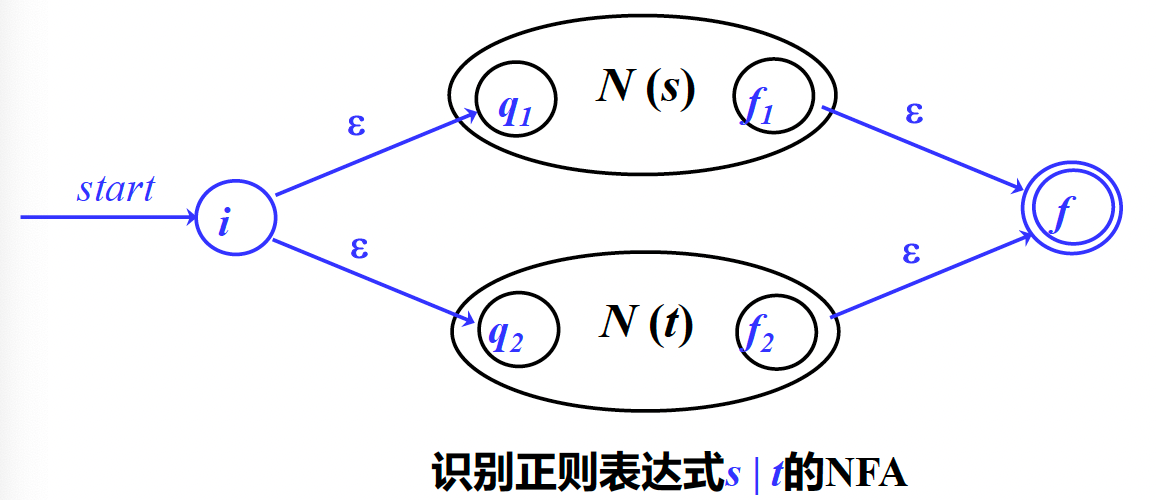 N (s)
q1
f1
ε
ε
start
i
f
ε
ε
N (t)
q2
f2
识别正则表达式s | t的NFA